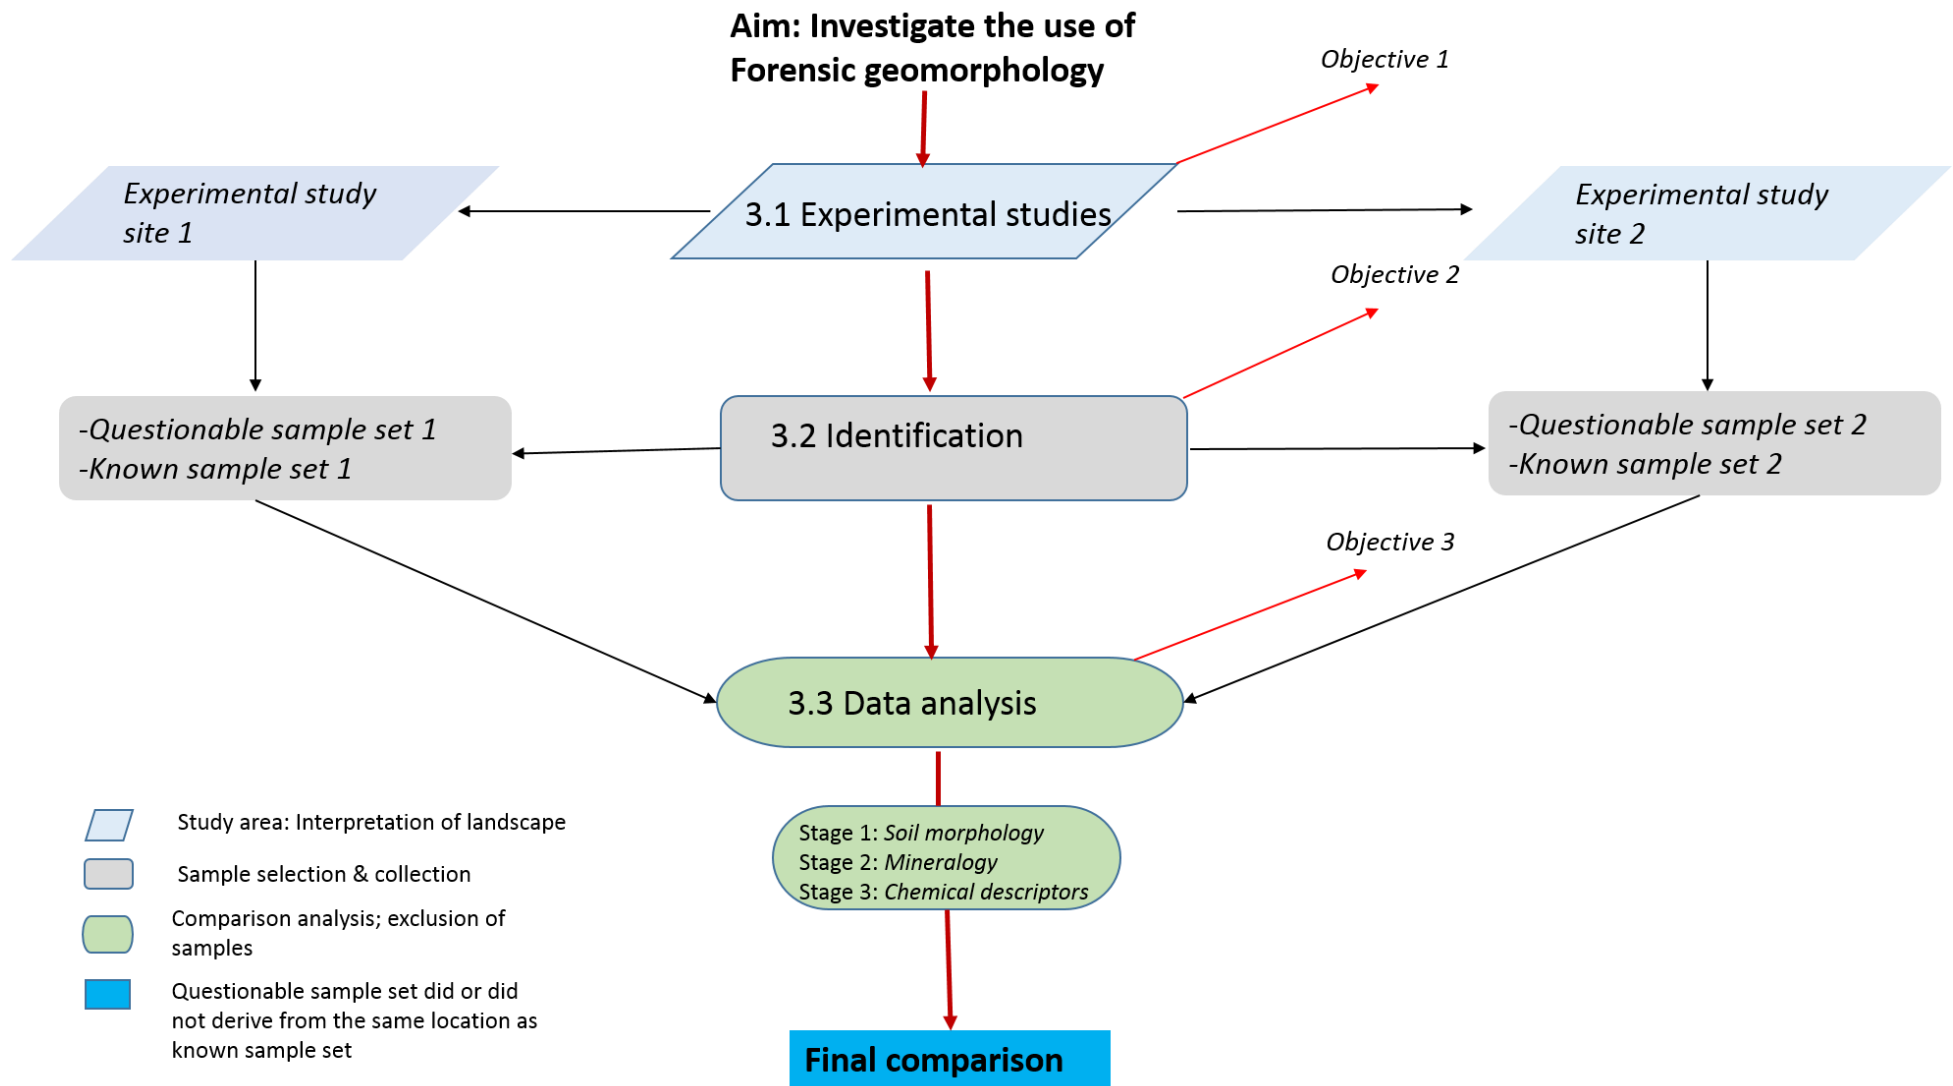 Aim: Investigate the use of
Forensic geomorphology
Objective 1
Experimental study
site 1
3.1 Experimental studies
Experimental study
site 2
Objective 2
-Questionable sample set 1
-Known sample set 1
3.2 Identification
-Questionable sample set 2
-Known sample set 2
Objective 3
3.3 Data analysis
Stage 1: Soil morphology
Stage 2: Mineralogy
Stage 3: Chemical descriptors
Study area: Interpretation of landscape
Sample selection & collection
Comparison analysis; exclusion of
samples
Questionable sample set did or did
not derive from the same location as
known sample set
Final comparison